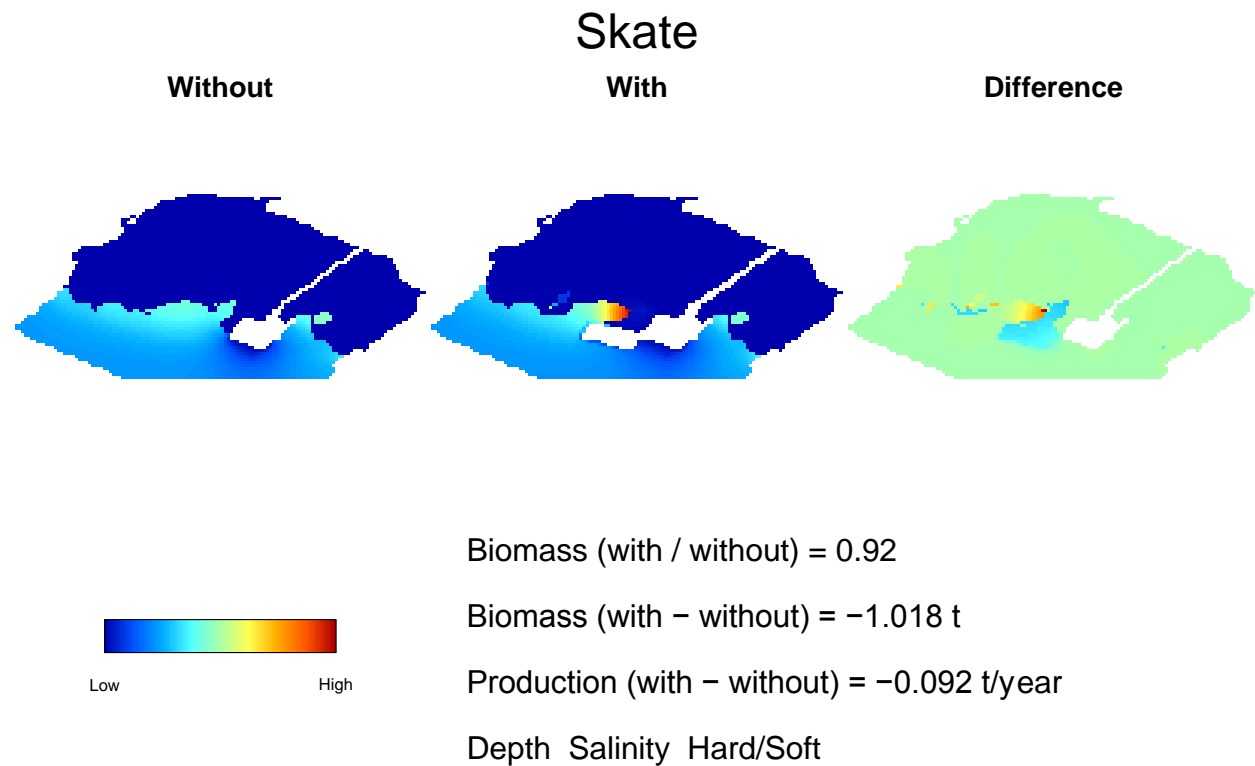 Skate
Without With Difference
Biomass (with / without) = 0.92
Biomass (with − without) = −1.018 t
Low High
Production (with − without) = −0.092 t/year
Depth Salinity Hard/Soft